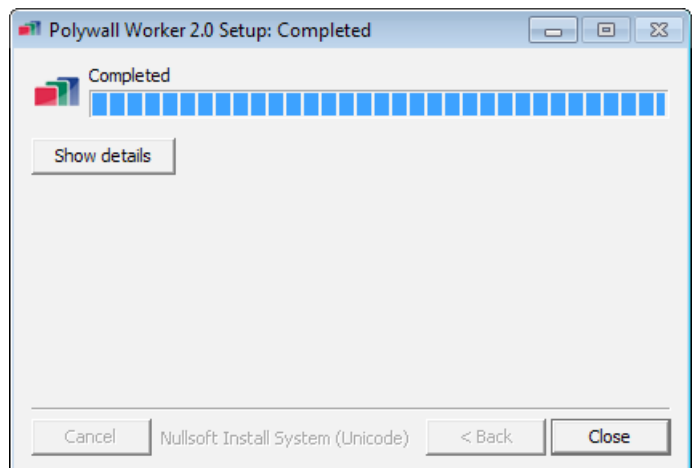 Polywall Worker 2.0 Setup: Completed
Completed
Show details
Cancel
Nullsoft Install System (Unicode)
< Back
Close